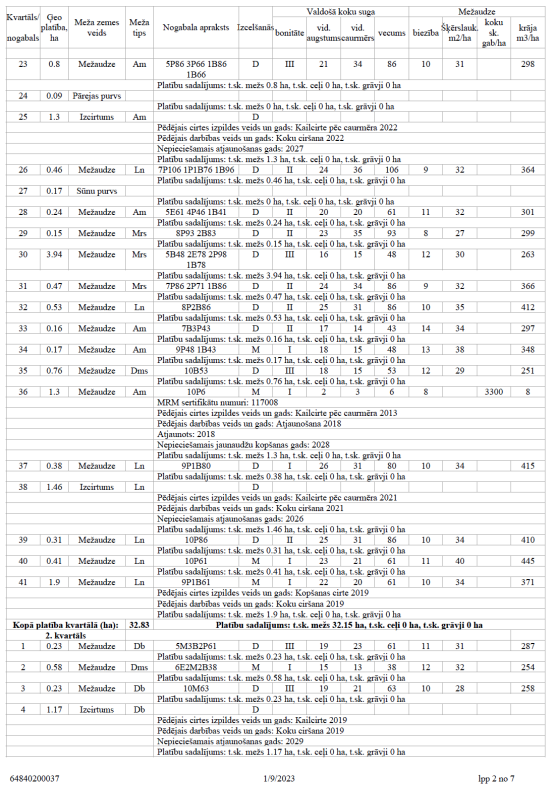 Kvartāls/ nogabals Ģeo platība, ha Meža zemes veids Meža tips Nogabala apraksts Izcelšanās Valdošā koku suga Mežaudze
bonitāte vid. augstums vid. caurmērs vecums biezība Šķērslauk. m2/ha koku sk. gab/ha krāja m3/ha
23 0.8 Mežaudze Am 5P86 3P66 1B86 1B66 D III 21 34 86 10 31 298
Platību sadalījums: t.sk. mežs 0.8 ha, t.sk. ceļi 0 ha, t.sk. grāvji 0 ha
24 0.09 Pārejas purvs
Platību sadalījums: t.sk. mežs 0 ha, t.sk. ceļi 0 ha, t.sk. grāvji 0 ha
25 1.3 Izcirtums Am D
Pēdējais cirtes izpildes veids un gads: Kailcirte pēc caurmēra 2022
Pēdējais darbības veids un gads: Koku ciršana 2022
Nepieciešamais atjaunošanas gads: 2027
Platību sadalījums: t.sk. mežs 1.3 ha, t.sk. ceļi 0 ha, t.sk. grāvji 0 ha
26 0.46 Mežaudze Ln 7P106 1P1B76 1B96 D II 24 36 106 9 32 364
Platību sadalījums: t.sk. mežs 0.46 ha, t.sk. ceļi 0 ha, t.sk. grāvji 0 ha
27 0.17 Sūnu purvs
Platību sadalījums: t.sk. mežs 0 ha, t.sk. ceļi 0 ha, t.sk. grāvji 0 ha
28 0.24 Mežaudze Am 5E61 4P46 1B41 D II 20 20 61 11 32 301
Platību sadalījums: t.sk. mežs 0.24 ha, t.sk. ceļi 0 ha, t.sk. grāvji 0 ha
29 0.15 Mežaudze Mrs 8P93 2B83 D II 23 35 93 8 27 299
Platību sadalījums: t.sk. mežs 0.15 ha, t.sk. ceļi 0 ha, t.sk. grāvji 0 ha
30 3.94 Mežaudze Mrs 5B48 2E78 2P98 1B78 D III 16 15 48 12 30 263
Platību sadalījums: t.sk. mežs 3.94 ha, t.sk. ceļi 0 ha, t.sk. grāvji 0 ha
31 0.47 Mežaudze Mrs 7P86 2P71 1B86 D II 24 34 86 9 32 366
Platību sadalījums: t.sk. mežs 0.47 ha, t.sk. ceļi 0 ha, t.sk. grāvji 0 ha
32 0.53 Mežaudze Ln 8P2B86 D II 25 31 86 10 35 412
Platību sadalījums: t.sk. mežs 0.53 ha, t.sk. ceļi 0 ha, t.sk. grāvji 0 ha
33 0.16 Mežaudze Am 7B3P43 D II 17 14 43 14 34 297
Platību sadalījums: t.sk. mežs 0.16 ha, t.sk. ceļi 0 ha, t.sk. grāvji 0 ha
34 0.17 Mežaudze Am 9P48 1B43 M I 18 15 48 13 38 348
Platību sadalījums: t.sk. mežs 0.17 ha, t.sk. ceļi 0 ha, t.sk. grāvji 0 ha
35 0.76 Mežaudze Dms 10B53 D III 18 15 53 12 29 251
Platību sadalījums: t.sk. mežs 0.76 ha, t.sk. ceļi 0 ha, t.sk. grāvji 0 ha
36 1.3 Mežaudze Am 10P6 M I 2 3 6 8 3300 8
MRM sertifikātu numuri: 117008
Pēdējais cirtes izpildes veids un gads: Kailcirte pēc caurmēra 2013
Pēdējais darbības veids un gads: Atjaunošana 2018
Atjaunots: 2018
Nepieciešamais jaunaudžu kopšanas gads: 2028
Platību sadalījums: t.sk. mežs 1.3 ha, t.sk. ceļi 0 ha, t.sk. grāvji 0 ha
37 0.38 Mežaudze Ln 9P1B80 D I 26 31 80 10 34 415
Platību sadalījums: t.sk. mežs 0.38 ha, t.sk. ceļi 0 ha, t.sk. grāvji 0 ha
38 1.46 Izcirtums Ln D
Pēdējais cirtes izpildes veids un gads: Kailcirte pēc caurmēra 2021
Pēdējais darbības veids un gads: Koku ciršana 2021
Nepieciešamais atjaunošanas gads: 2026
Platību sadalījums: t.sk. mežs 1.46 ha, t.sk. ceļi 0 ha, t.sk. grāvji 0 ha
39 0.31 Mežaudze Ln 10P86 D II 25 31 86 10 34 410
Platību sadalījums: t.sk. mežs 0.31 ha, t.sk. ceļi 0 ha, t.sk. grāvji 0 ha
40 0.41 Mežaudze Ln 10P61 M I 23 21 61 11 40 445
Platību sadalījums: t.sk. mežs 0.41 ha, t.sk. ceļi 0 ha, t.sk. grāvji 0 ha
41 1.9 Mežaudze Ln 9P1B61 M I 22 20 61 10 34 371
Pēdējais cirtes izpildes veids un gads: Kopšanas cirte 2019
Pēdējais darbības veids un gads: Koku ciršana 2019
Platību sadalījums: t.sk. mežs 1.9 ha, t.sk. ceļi 0 ha, t.sk. grāvji 0 ha
Kopā platība kvartālā (ha): 32.83 Platību sadalījums: t.sk. mežs 32.15 ha, t.sk. ceļi 0 ha, t.sk. grāvji 0 ha
2. kvartāls
1 0.23 Mežaudze Db 5M3B2P61 D III 19 23 61 11 31 287
Platību sadalījums: t.sk. mežs 0.23 ha, t.sk. ceļi 0 ha, t.sk. grāvji 0 ha
2 0.58 Mežaudze Dms 6E2M2B38 M I 15 13 38 12 32 254
Platību sadalījums: t.sk. mežs 0.58 ha, t.sk. ceļi 0 ha, t.sk. grāvji 0 ha
3 0.23 Mežaudze Db 10M63 D III 19 21 63 10 28 258
Platību sadalījums: t.sk. mežs 0.23 ha, t.sk. ceļi 0 ha, t.sk. grāvji 0 ha
4 1.17 Izcirtums Db D
Pēdējais cirtes izpildes veids un gads: Kailcirte 2019
Pēdējais darbības veids un gads: Koku ciršana 2019
Nepieciešamais atjaunošanas gads: 2029
Platību sadalījums: t.sk. mežs 1.17 ha, t.sk. ceļi 0 ha, t.sk. grāvji 0 ha
64840200037 1/9/2023 lpp 2 no 7